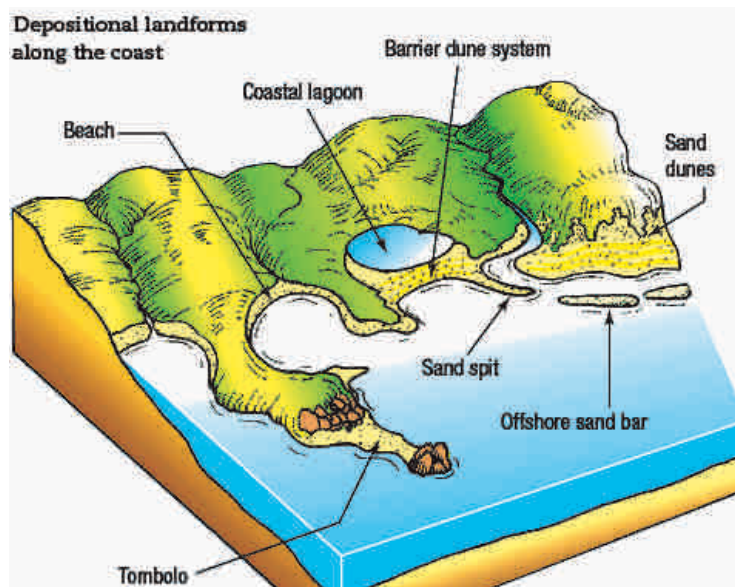 Depositional landforms
along the coast
Barrier dune system
Coastal lagoon
Beach
Sand
dunes
Sand spit
Offshore sand bar
Tombolo